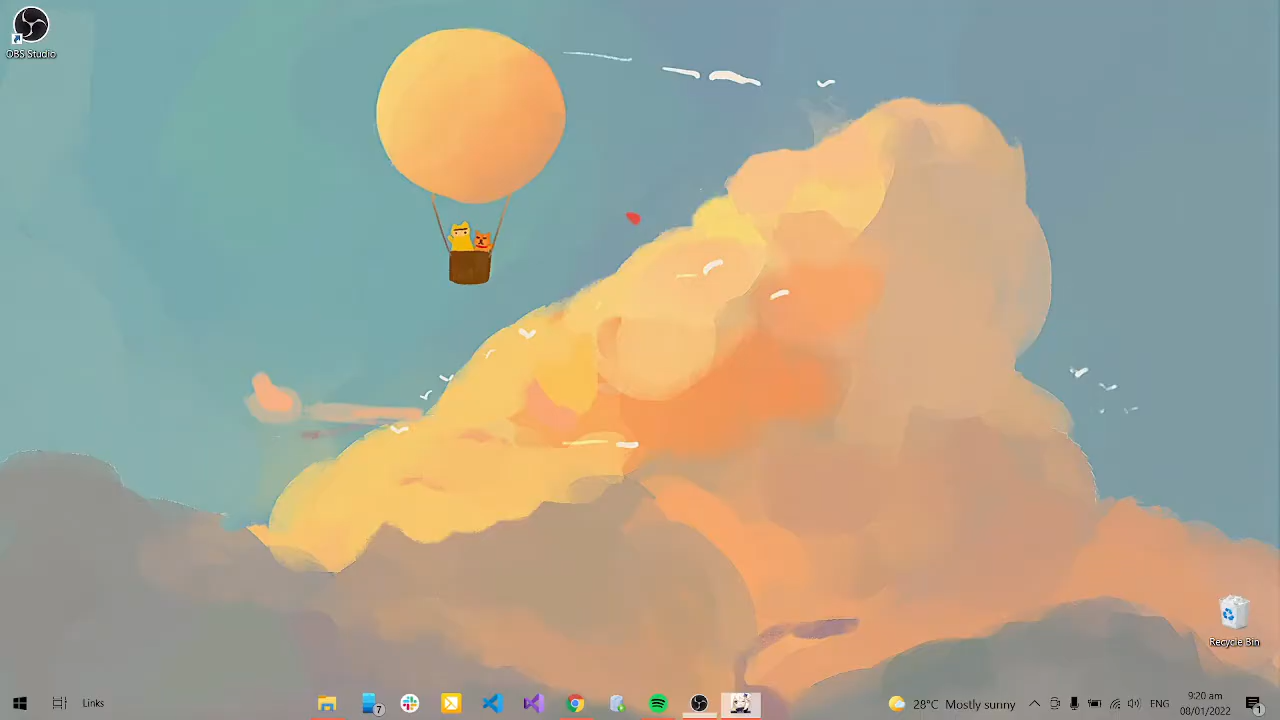 OBS Studio
Recycle Bin
Links
7
28°C Mostly sunny
ENG
9:20 am
08/01/2022
1